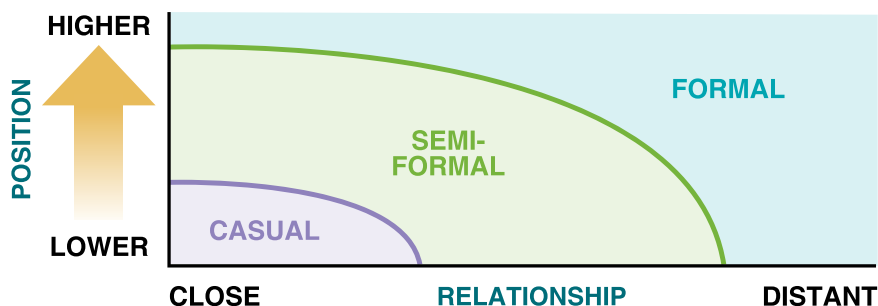 HIGHER
POSITION
LOWER
FORMAL
SEMI-
FORMAL
CASUAL
CLOSE
RELATIONSHIP
DISTANT